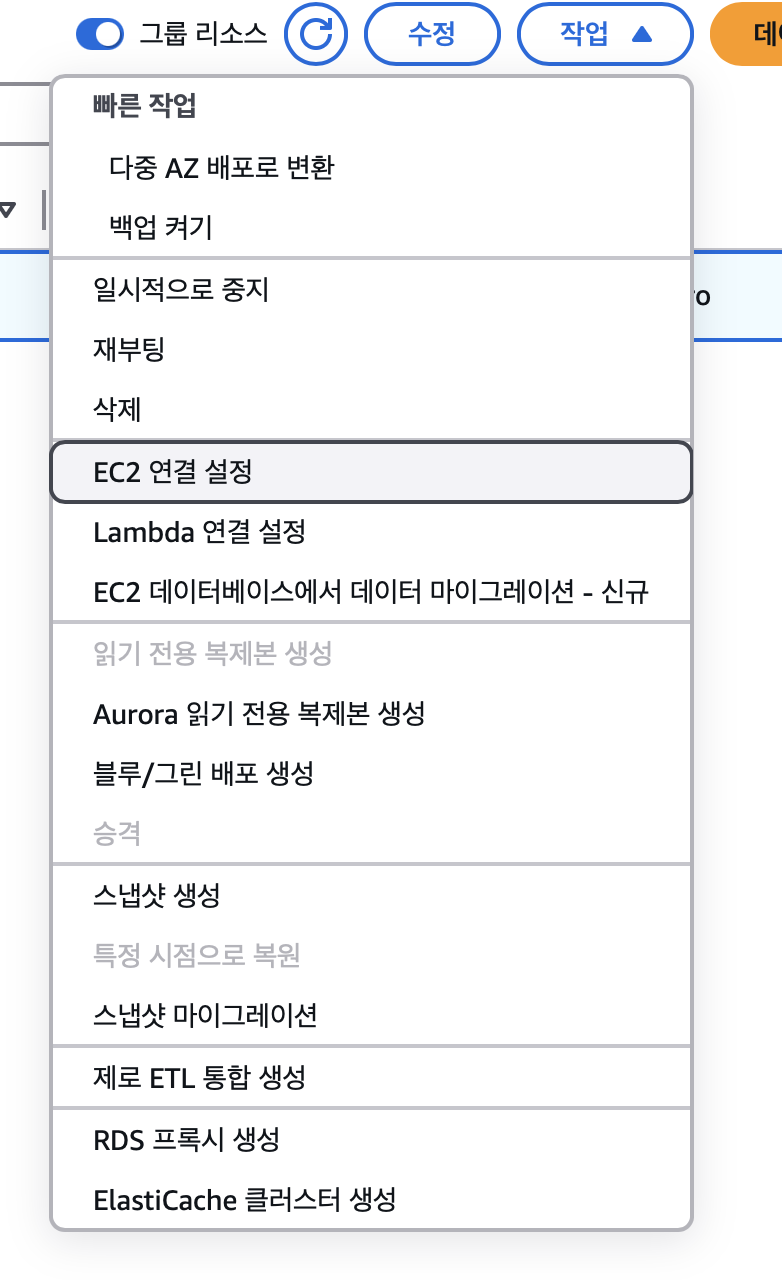 그룹 리소스
수정
작업
빠른 작업
다중 AZ 배포로 변환
백업 켜기
일시적으로 중지
재부팅
삭제
EC2 연결 설정
Lambda 연결 설정
EC2 데이터베이스에서 데이터 마이그레이션 - 신규
읽기 전용 복제본 생성
Aurora 읽기 전용 복제본 생성
블루/그린 배포 생성
승격
스냅샷 생성
특정 시점으로 복원
스냅샷 마이그레이션
제로 ETL 통합 생성
RDS 프록시 생성
ElastiCache 클러스터 생성